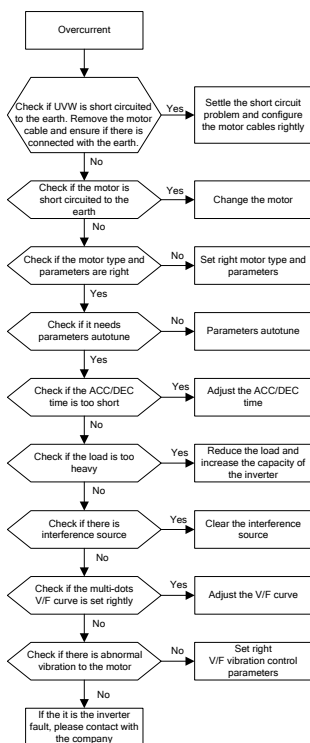 Overcurrent
Check if UVW is short circuited
to the earth. Remove the motor
cable and ensure if there is
connected with the earth.
Yes
Settle the short circuit
problem and configure
the motor cables rightly
No
Check if the motor is
short circuited to the
earth
Yes
Change the motor
No
Check if the motor type and
parameters are right
No
Set right motor type and
parameters
Yes
Check if it needs
parameters autotune
No
Parameters autotune
Yes
Check if the ACC/DEC
time is too short
Yes
Adjust the ACC/DEC
time
No
Check if the load is too
heavy
Yes
Reduce the load and
increase the capacity of
the inverter
No
Check if there is
interference source
Yes
Clear the interference
source
No
Check if the multi-dots
V/F curve is set rightly
Yes
Adjust the V/F curve
No
Check if there is abnormal
vibration to the motor
No
Set right
V/F vibration control
parameters
No
If the it is the inverter
fault, please contact with
the company